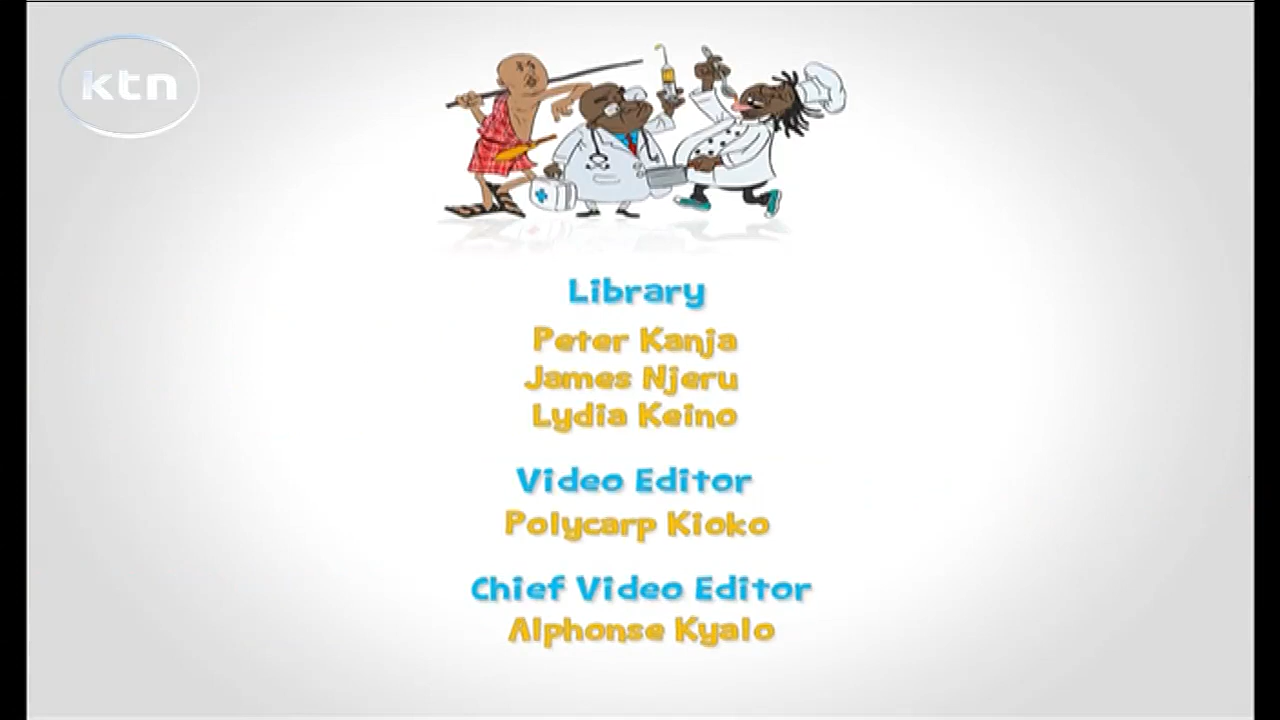 ktn
Library
Peter Kanja
James Njeru
Lydia Keino
Video Editor
Polycarp Kioko
Chief Video Editor
Alphonse Kyalo